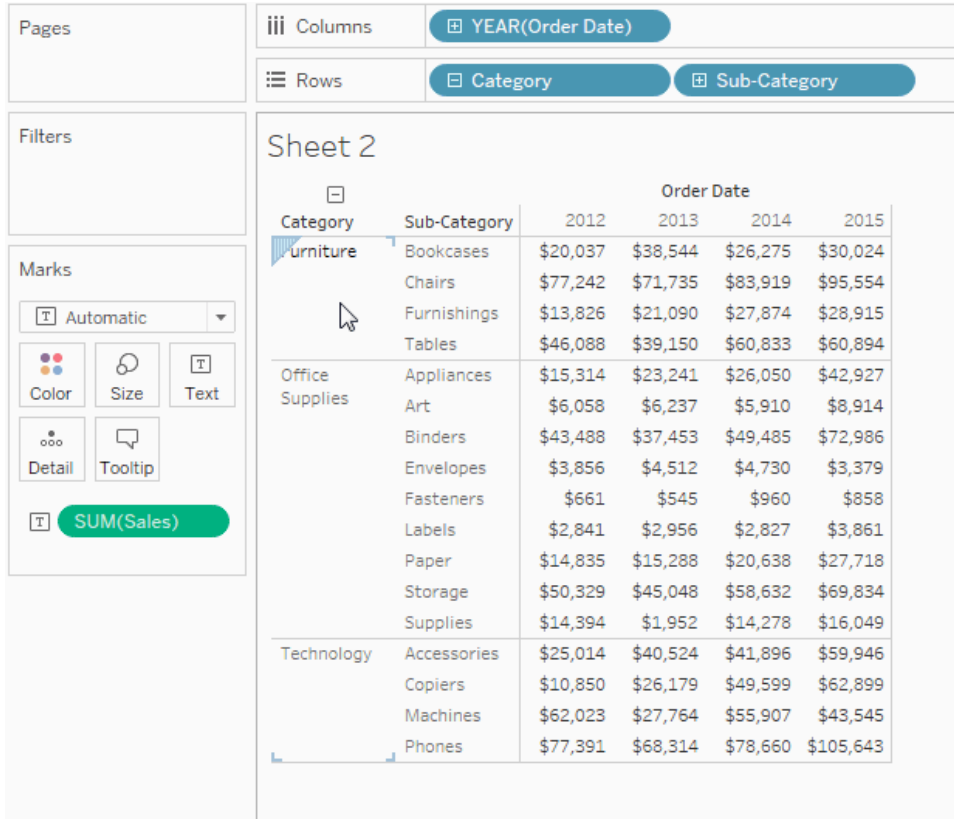 Pages
iii Columns
YEAR(Order Date)
Rows
Category
Sub-Category
Filters
Marks
T Automatic
Color
Size
T
Text
Detail
Tooltip
T SUM(Sales)
Sheet 2
Order Date
Category Sub-Category 2012 2013 2014 2015
Furniture Bookcases $20,037 $38,544 $26,275 $30,024
Chairs $77,242 $71,735 $83,919 $95,554
Furnishings $13,826 $21,090 $27,874 $28,915
Tables $46,088 $39,150 $60,833 $60,894
Office Supplies Appliances $15,314 $23,241 $26,050 $42,927
Art $6,058 $6,237 $5,910 $8,914
Binders $43,488 $37,453 $49,485 $72,986
Envelopes $3,856 $4,512 $4,730 $3,379
Fasteners $661 $545 $960 $858
Labels $2,841 $2,956 $2,827 $3,861
Paper $14,835 $15,288 $20,638 $27,718
Storage $50,329 $45,048 $58,632 $69,834
Supplies $14,394 $1,952 $14,278 $16,049
Technology Accessories $25,014 $40,524 $41,896 $59,946
Copiers $10,850 $26,179 $49,599 $62,899
Machines $62,023 $27,764 $55,907 $43,545
Phones $77,391 $68,314 $78,660 $105,643